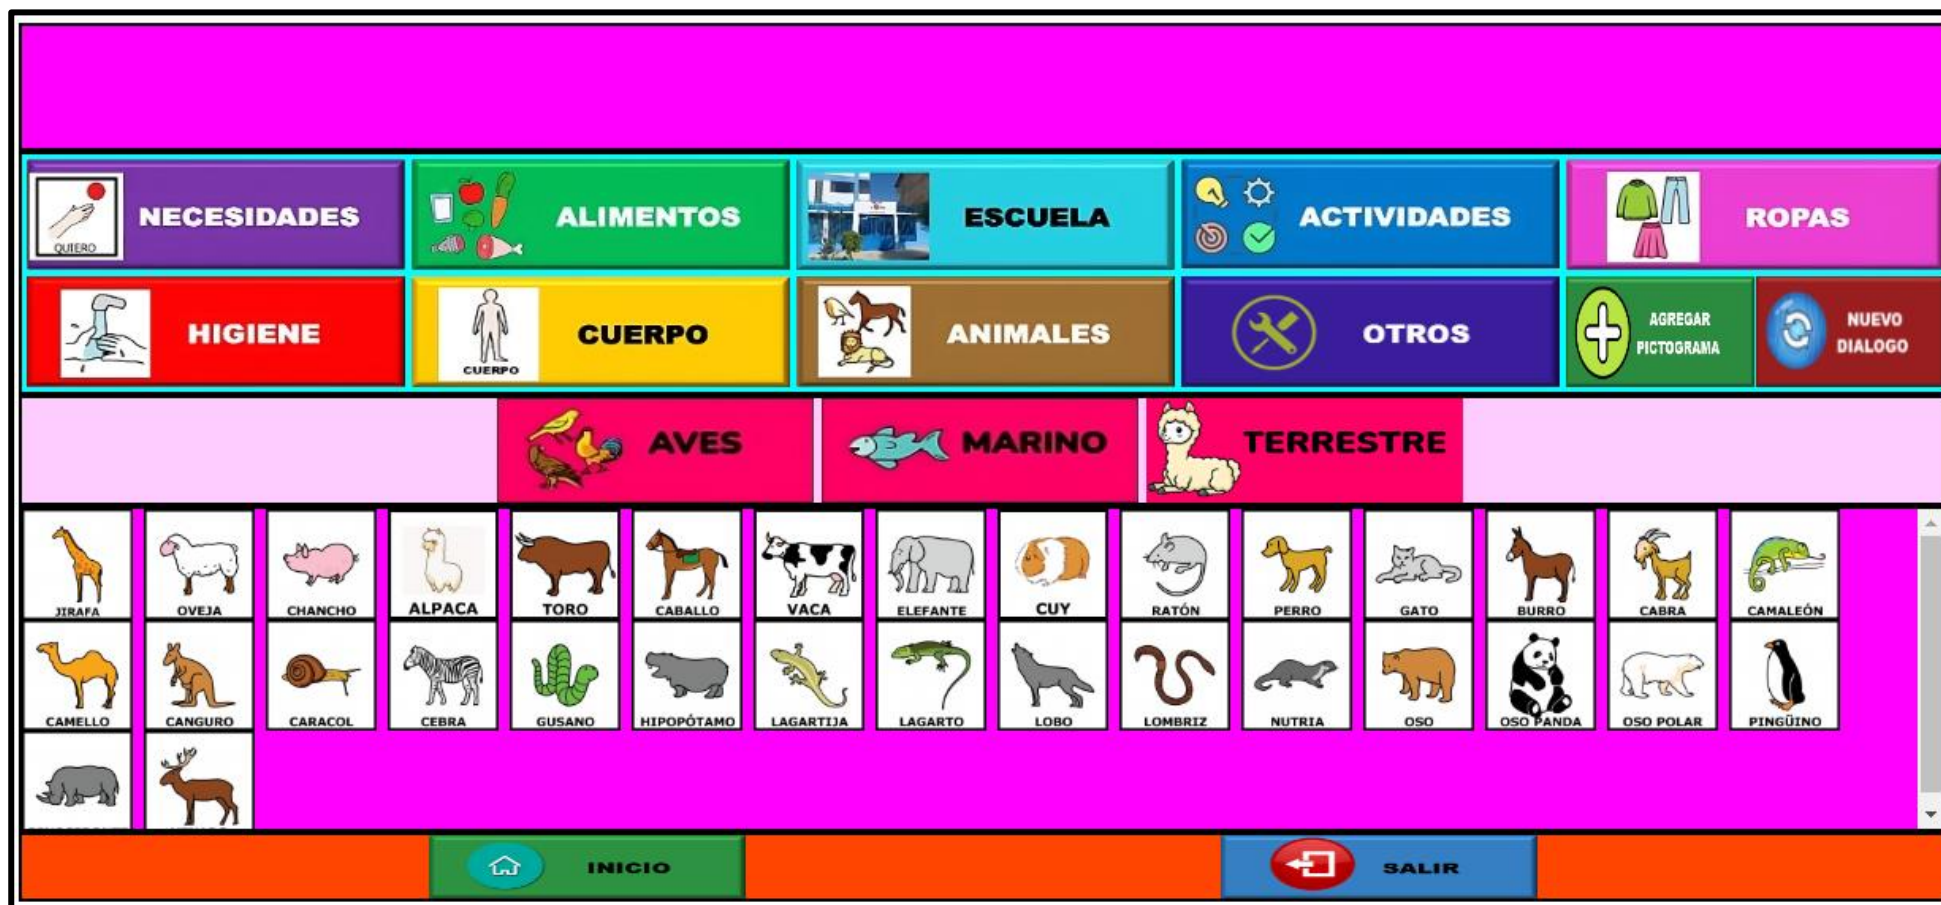 NECESIDADES
QUIERO
ALIMENTOS
ESCUELA
ACTIVIDADES
ROPAS
HIGIENE
CUERPO
CUERPO
ANIMALES
OTROS
AGREGAR
PICTOGRAMA
NUEVO
DIALOGO
AVES
MARINO
TERRESTRE
JIRAFA
OVEJA
CHANCHO
ALPACA
TORO
CABALLO
VACA
ELEFANTE
CUY
RATÓN
PERRO
GATO
BURRO
CABRA
CAMALEÓN
CAMELLO
CANGURO
CARACOL
CEBRA
GUSANO
HIPOPÓTAMO
LAGARTIJA
LAGARTO
LOBO
LOMBRIZ
NUTRIA
OSO
OSO PANDA
OSO POLAR
PINGÜINO
INICIO
SALIR